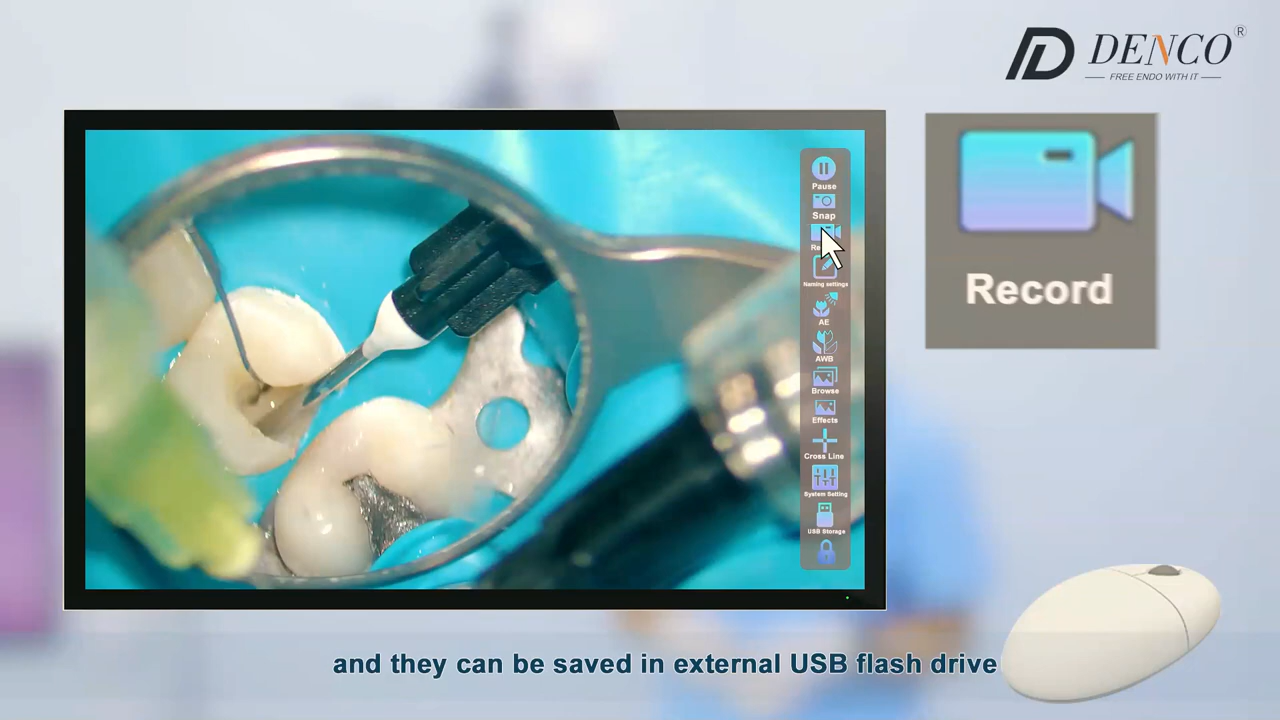 DENCO®
FREE ENDO WITH IT
Pause
Snap
Naming settings
AE
AWB
Browse
Effects
Cross Line
System Setting
USB Storage
Record
and they can be saved in external USB flash drive